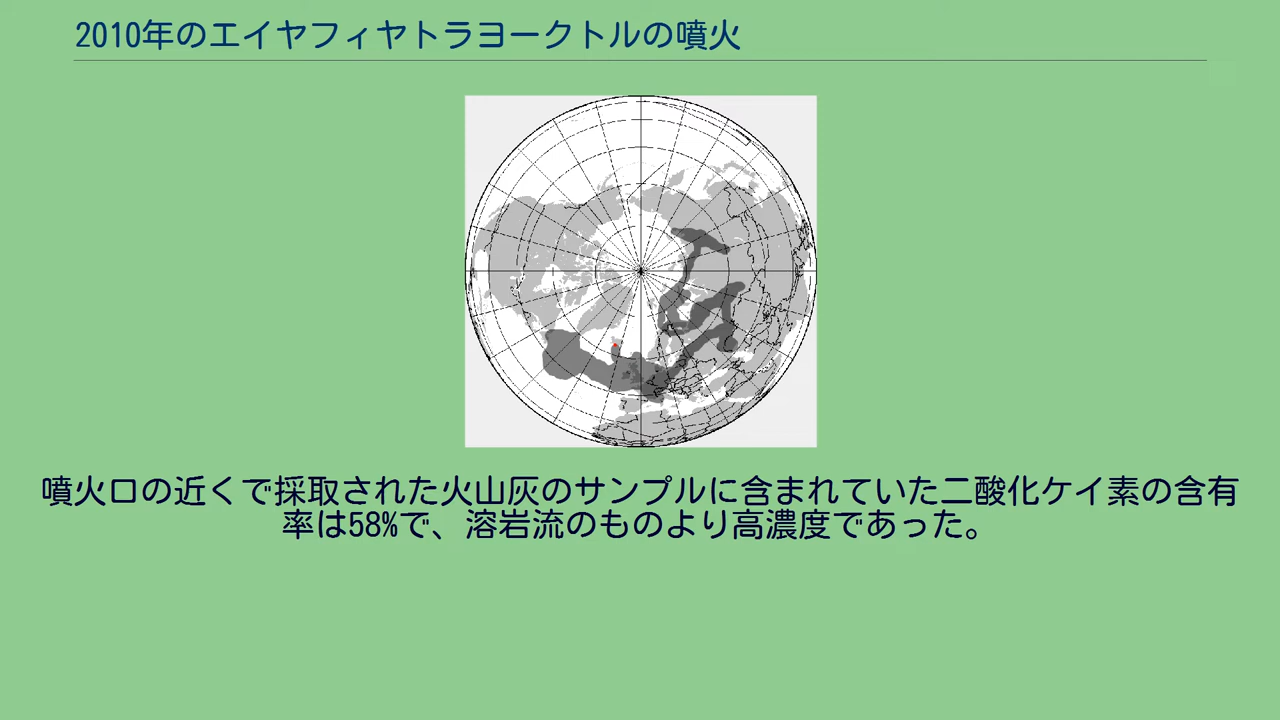 2010年のエイヤフィヤトラヨークトルの噴火
噴火口の近くで採取された火山灰のサンプルに含まれていた二酸化ケイ素の含有
率は58%で、溶岩流のものより高濃度であった。